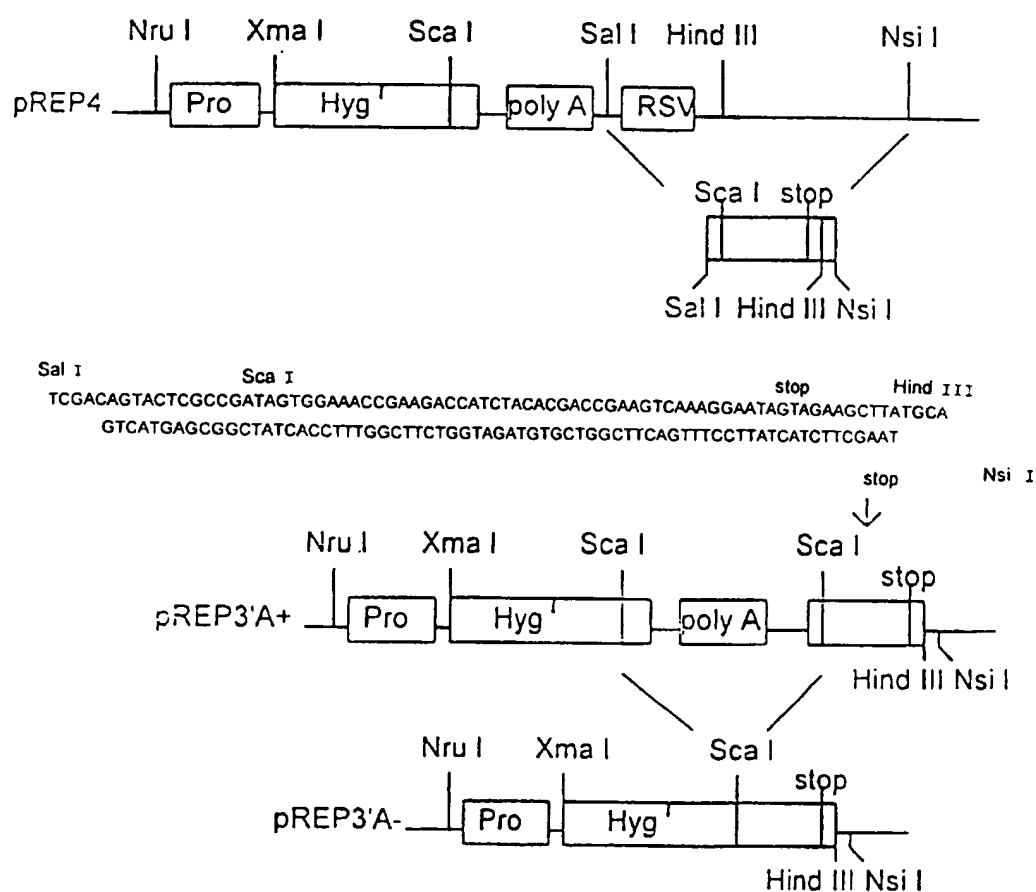 Nru I Xma I Sca I Sal I Hind III Nsi I
pREP4 Pro Hyg' poly A RSV
Sca I stop
Sal I Hind III Nsi I
Sal I Sca I stop Hind III
TCGACAGTACTCGCCGATAGTGGAAACCGAAGACCATCTACACGACCGAAGTCAAAGGAATAGTAGAAGCTTATGCA
GTCATGAGCGGCTATCACCTTTGGCTTCTGGTAGATGTGCTGGCTTCAGTTTCCTTATCATCTTCGAAT
stop Nsi I
Nru I Xma I Sca I Sca I stop
pREP3'A+ Pro Hyg' poly A
Hind III Nsi I
Nru I Xma I Sca I stop
pREP3'A- Pro Hyg'
Hind III Nsi I